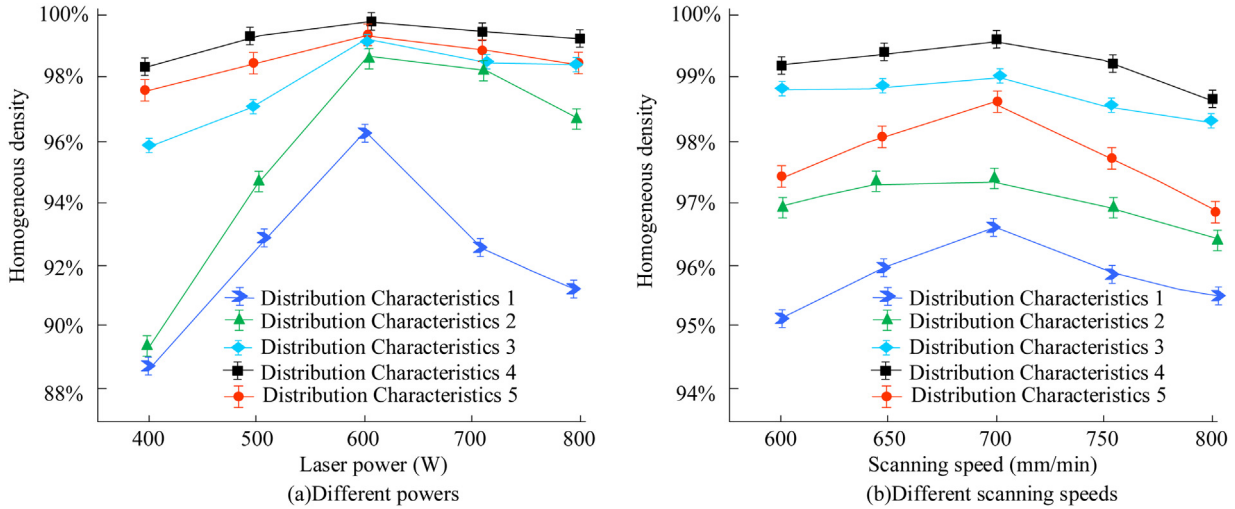 Homogeneous density
100%
98%
96%
94%
92%
90%
88%
Distribution Characteristics 1
Distribution Characteristics 2
Distribution Characteristics 3
Distribution Characteristics 4
Distribution Characteristics 5
400 500 600 700 800
Laser power (W)
(a)Different powers
Homogeneous density
100%
99%
98%
97%
96%
95%
94%
Distribution Characteristics 1
Distribution Characteristics 2
Distribution Characteristics 3
Distribution Characteristics 4
Distribution Characteristics 5
600 650 700 750 800
Scanning speed (mm/min)
(b)Different scanning speeds